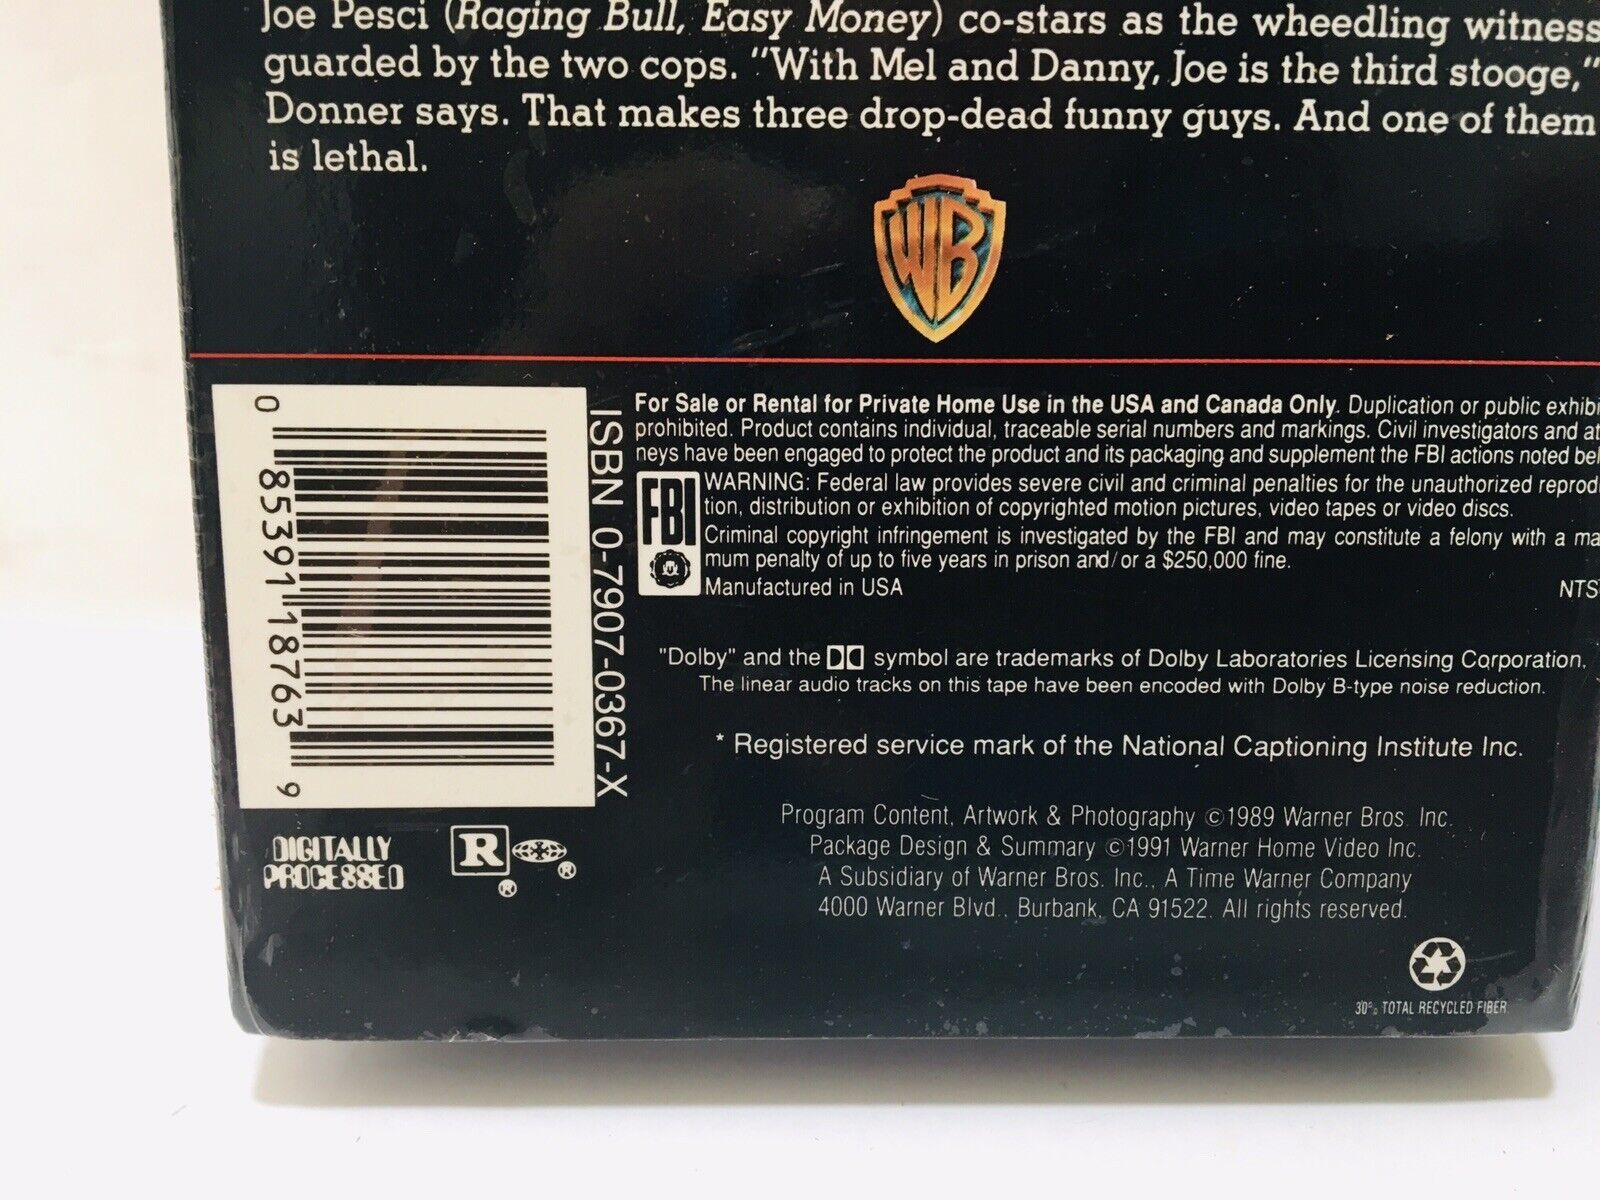 Joe Pesci (Raging Bull, Easy Money) co-stars as the wheedling witness
guarded by the two cops. "With Mel and Danny, Joe is the third stooge,"
Donner says. That makes three drop-dead funny guys. And one of them
is lethal.
WB
0 85391 18763 9
ISBN 0-7907-0367-X
For Sale or Rental for Private Home Use in the USA and Canada Only. Duplication or public exhibi
prohibited. Product contains individual, traceable serial numbers and markings. Civil investigators and at
neys have been engaged to protect the product and its packaging and supplement the FBI actions noted bel
FBI
WARNING: Federal law provides severe civil and criminal penalties for the unauthorized reprod
tion, distribution or exhibition of copyrighted motion pictures, video tapes or video discs.
Criminal copyright infringement is investigated by the FBI and may constitute a felony with a ma
mum penalty of up to five years in prison and/or a $250,000 fine.
Manufactured in USA
NTS
"Dolby" and the symbol are trademarks of Dolby Laboratories Licensing Corporation.
The linear audio tracks on this tape have been encoded with Dolby B-type noise reduction.
* Registered service mark of the National Captioning Institute Inc.
DIGITALLY
PROCESSED
R ® ®
Program Content, Artwork & Photography ©1989 Warner Bros. Inc.
Package Design & Summary ©1991 Warner Home Video Inc.
A Subsidiary of Warner Bros. Inc., A Time Warner Company
4000 Warner Blvd., Burbank, CA 91522. All rights reserved.
30% TOTAL RECYCLED FIBER